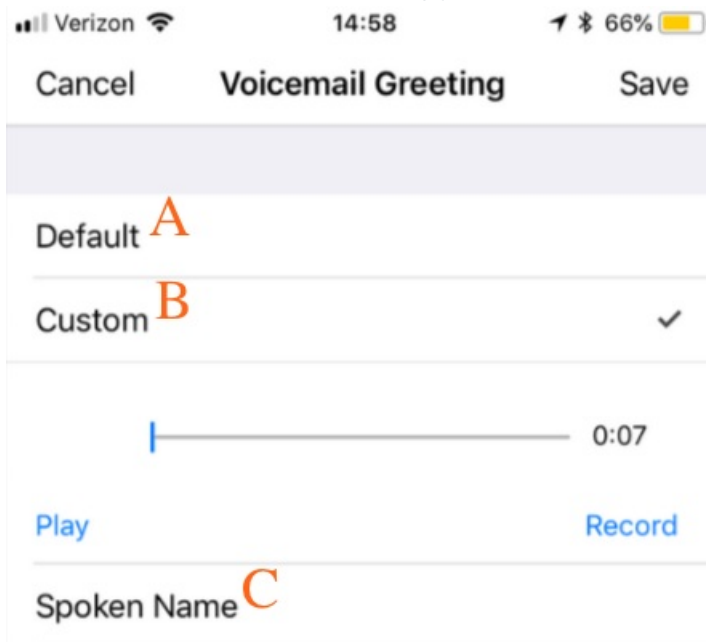 Verizon 14:58 66%
Cancel Voicemail Greeting Save
Default A
Custom B
0:07
Play Record
Spoken Name C